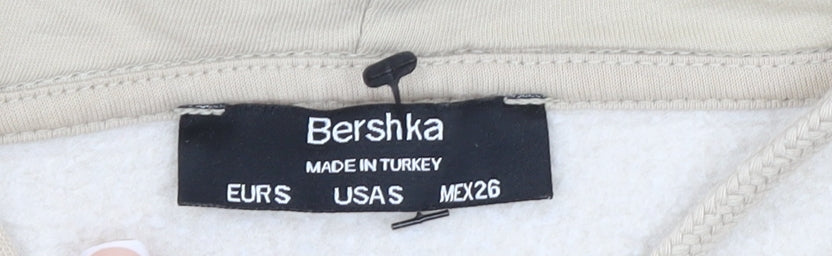 Bershka
MADE IN TURKEY
EUR S USA S MEX 26